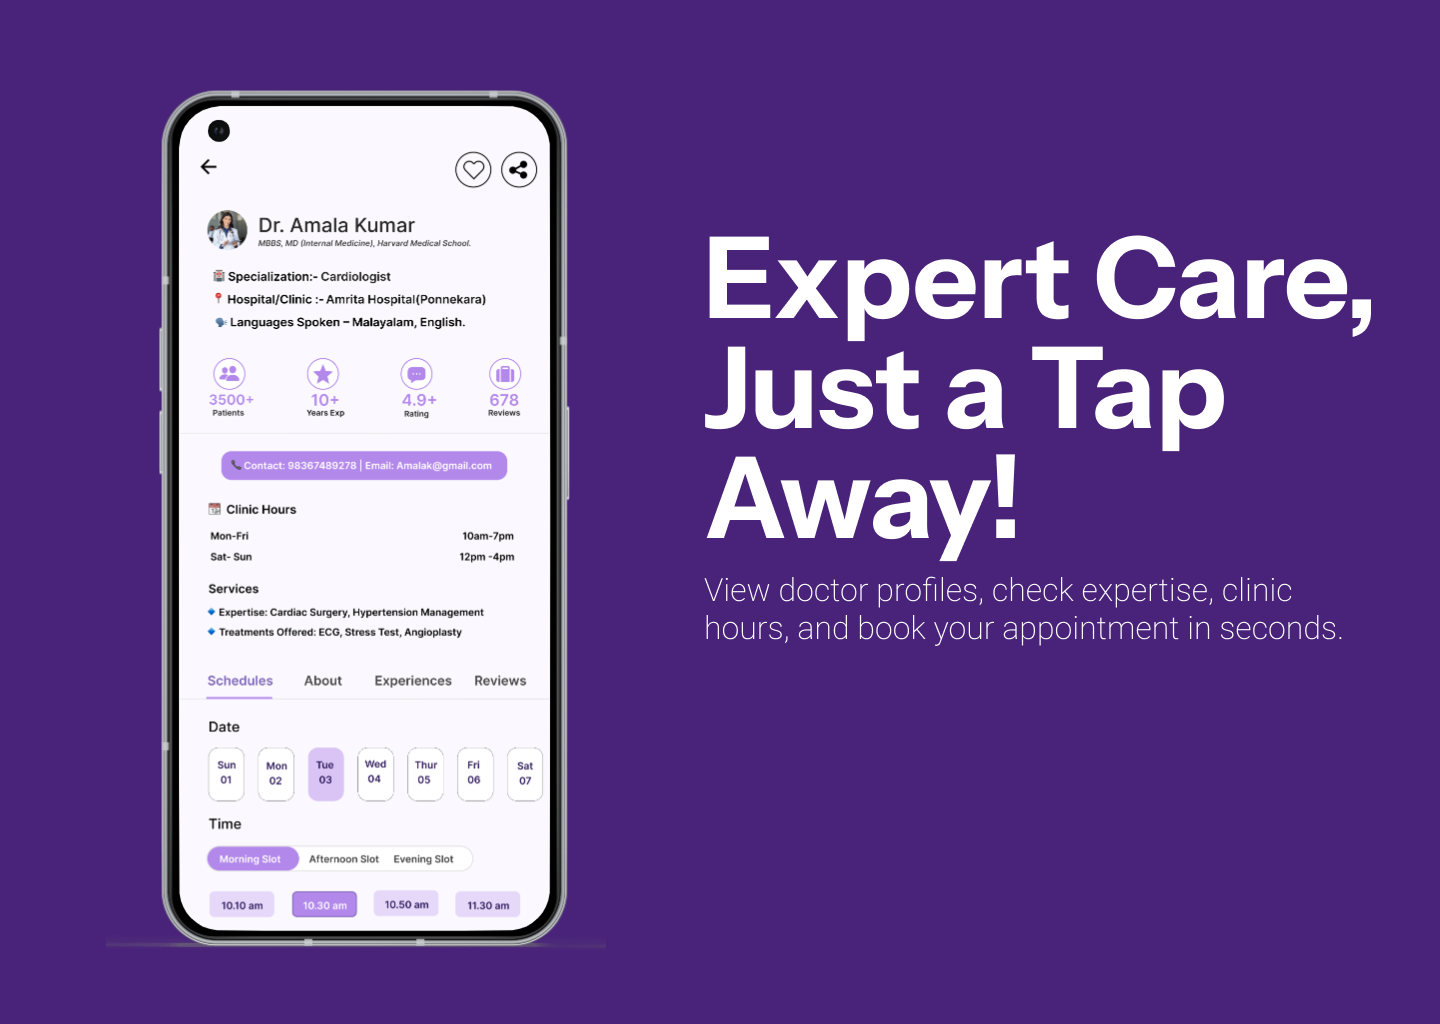 Dr. Amala Kumar
MBBS, MD (Internal Medicine), Harvard Medical School.
Specialization:- Cardiologist
Hospital/Clinic :- Amrita Hospital(Ponnekara)
Languages Spoken – Malayalam, English.
3500+ 10+ 4.9+ 678
Patients Years Exp Rating Reviews
Contact: 98367489278 | Email: Amalak@gmail.com
Clinic Hours
Mon-Fri 10am-7pm
Sat- Sun 12pm -4pm
Services
Expertise: Cardiac Surgery, Hypertension Management
Treatments Offered: ECG, Stress Test, Angioplasty
Schedules About Experiences Reviews
Date
Sun Mon Tue Wed Thur Fri Sat
01 02 03 04 05 06 07
Time
Morning Slot Afternoon Slot Evening Slot
10.10 am 10.30 am 10.50 am 11.30 am
Expert Care,
Just a Tap
Away!
View doctor profiles, check expertise, clinic
hours, and book your appointment in seconds.